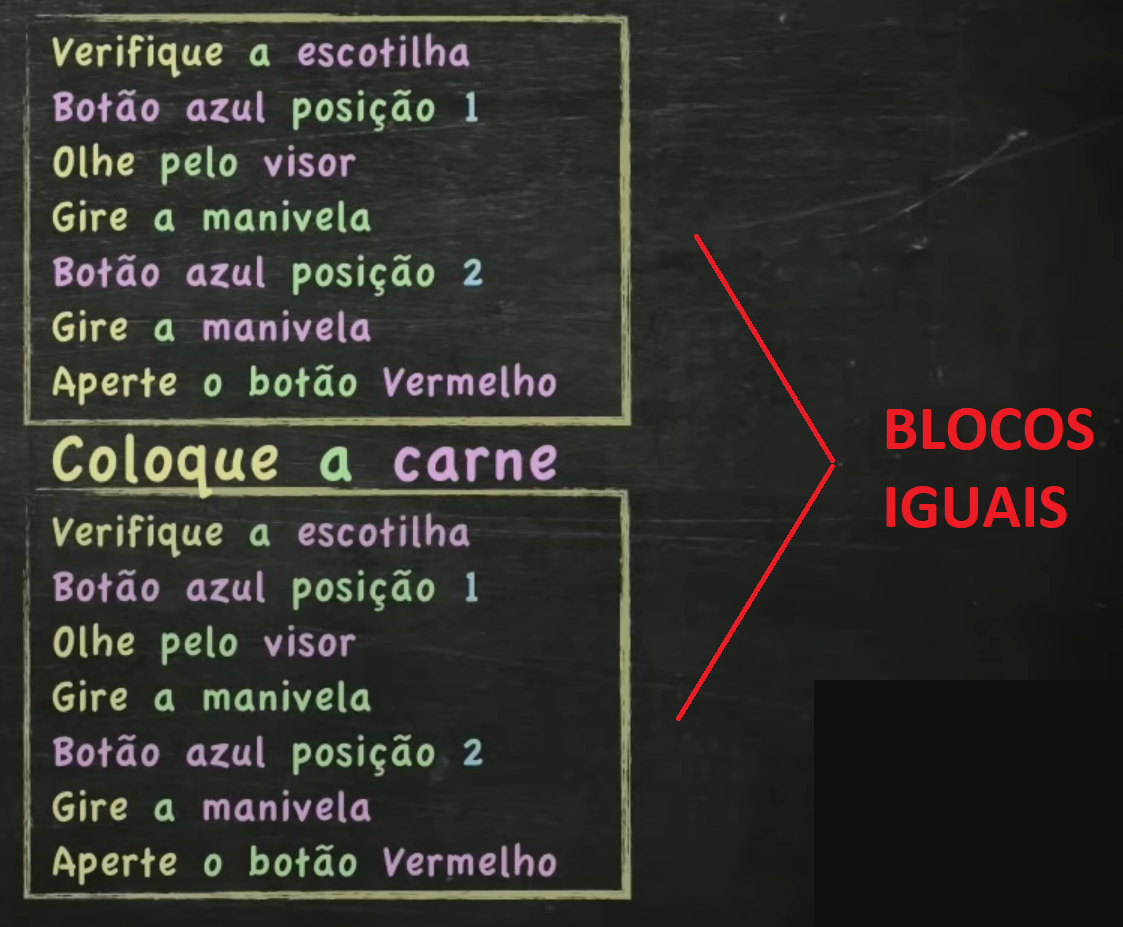 Verifique a escotilha
Botão azul posição 1
Olhe pelo visor
Gire a manivela
Botão azul posição 2
Gire a manivela
Aperte o botão Vermelho
Coloque a carne
Verifique a escotilha
Botão azul posição 1
Olhe pelo visor
Gire a manivela
Botão azul posição 2
Gire a manivela
Aperte o botão Vermelho
BLOCOS
IGUAIS